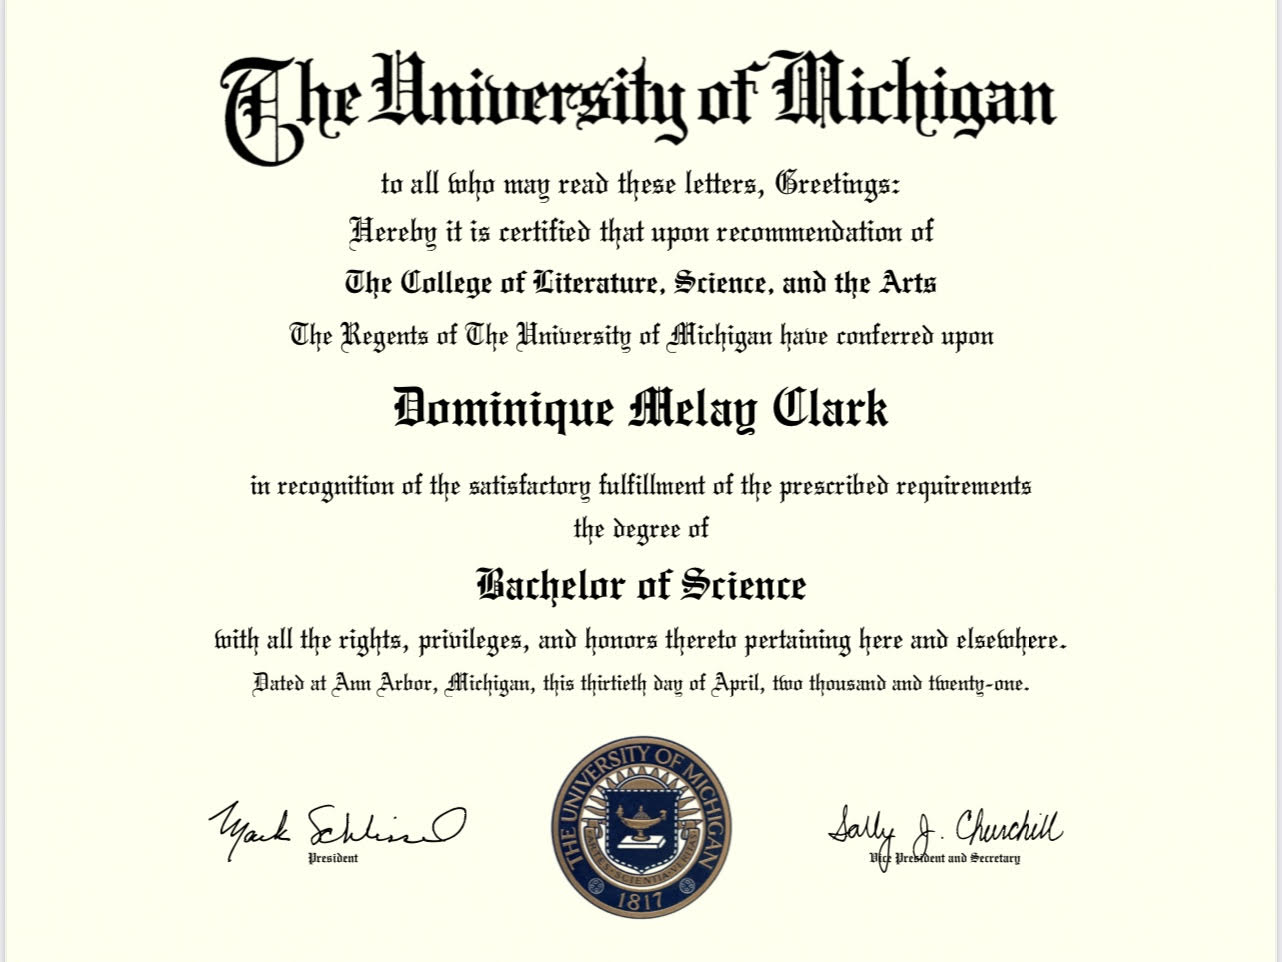 The University of Michigan
to all who may read these letters, Greetings:
Hereby it is certified that upon recommendation of
The College of Literature, Science, and the Arts
The Regents of The University of Michigan have conferred upon
Dominique Melay Clark
in recognition of the satisfactory fulfillment of the prescribed requirements
the degree of
Bachelor of Science
with all the rights, privileges, and honors thereto pertaining here and elsewhere.
Dated at Ann Arbor, Michigan, this thirtieth day of April, two thousand and twenty-one.
Mark Schlissel
President
THE UNIVERSITY OF MICHIGAN
ARTES SCIENTIA VERITAS
1817
Sally J. Churchill
Vice President and Secretary